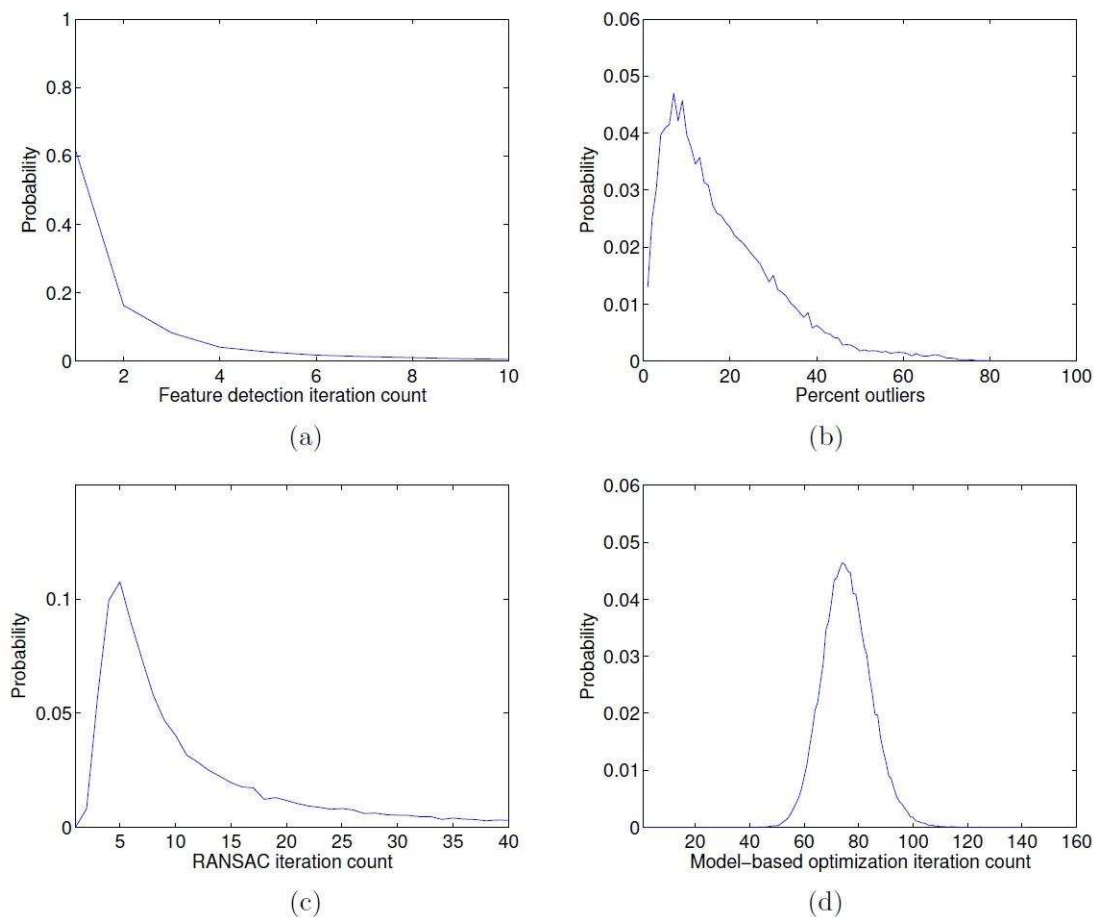 1
0.8
0.6
0.4
0.2
0
Probability
2 4 6 8 10
Feature detection iteration count
(a)
0.06
0.05
0.04
0.03
0.02
0.01
0
Probability
0 20 40 60 80 100
Percent outliers
(b)
0.1
0.05
0
Probability
5 10 15 20 25 30 35 40
RANSAC iteration count
(c)
0.06
0.05
0.04
0.03
0.02
0.01
0
Probability
20 40 60 80 100 120 140 160
Model−based optimization iteration count
(d)